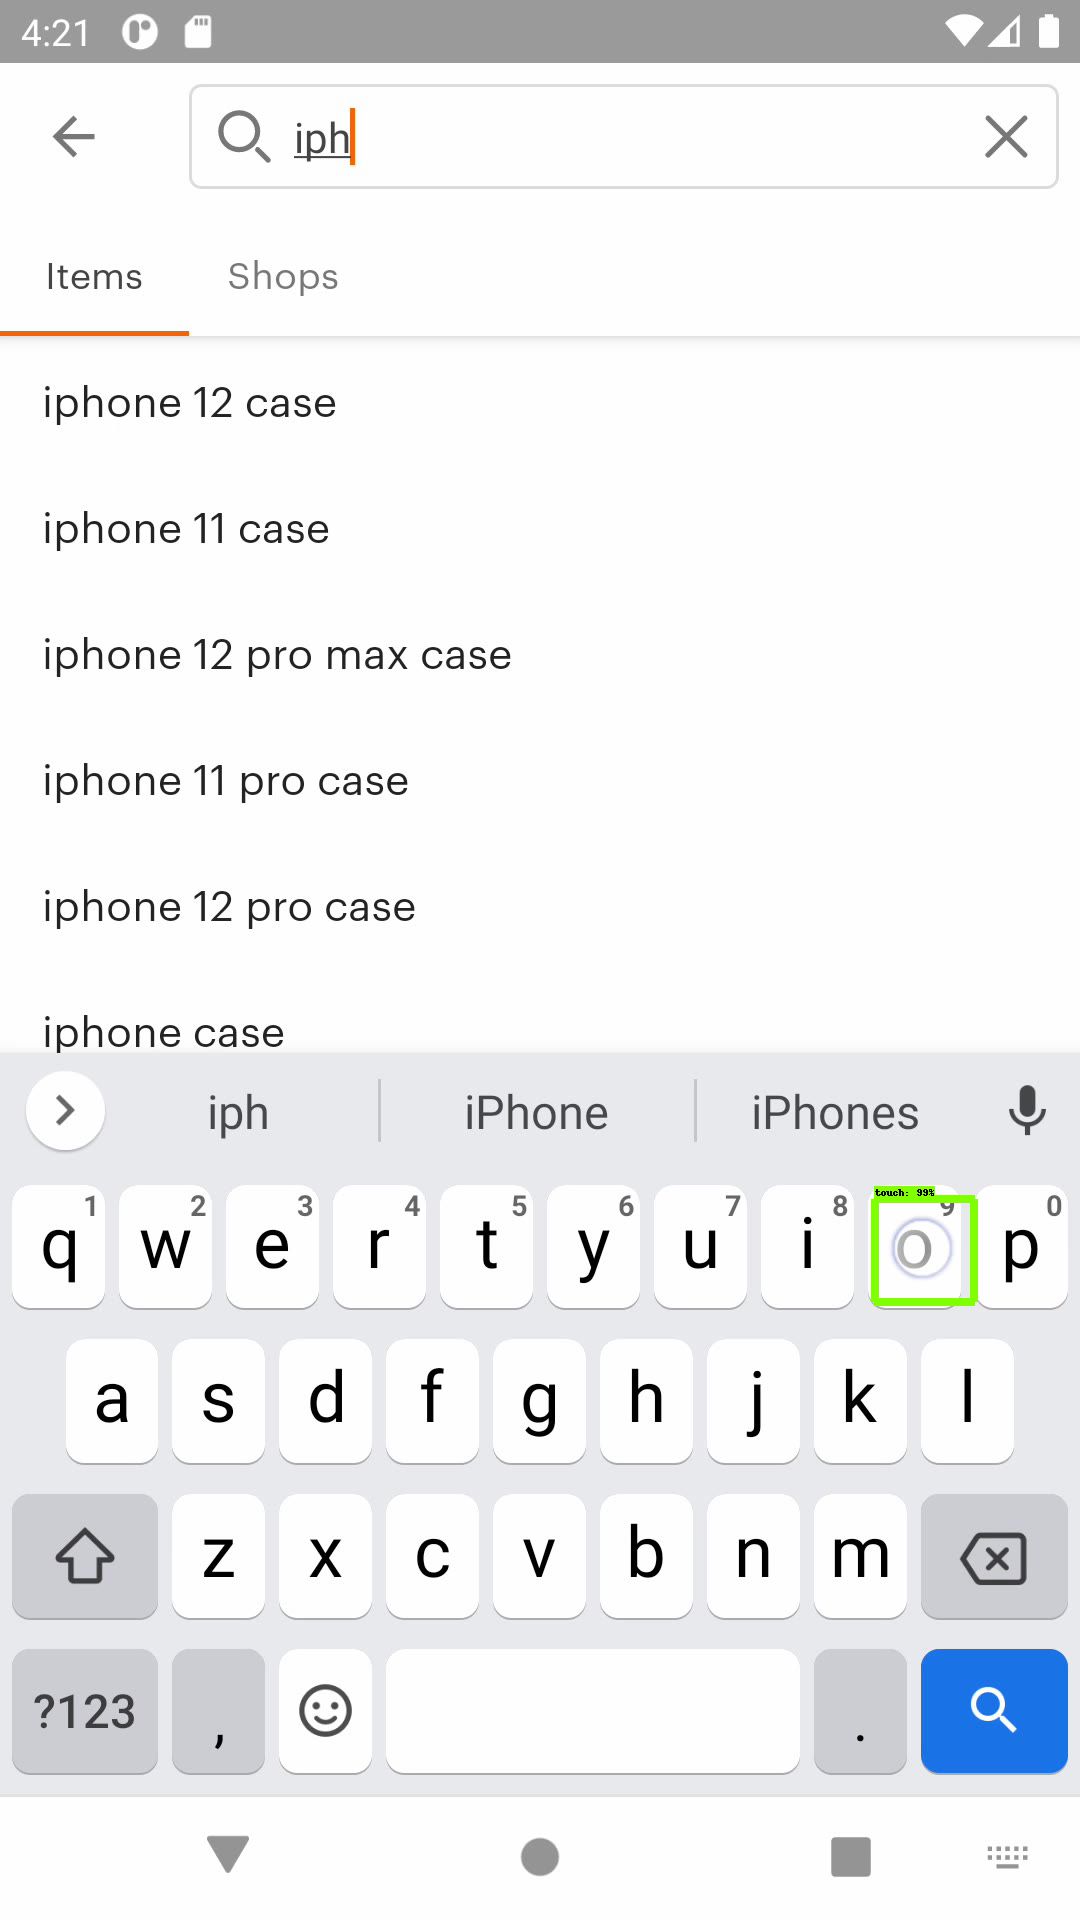 4:21
iph
Items Shops
iphone 12 case
iphone 11 case
iphone 12 pro max case
iphone 11 pro case
iphone 12 pro case
iphone case
iph iPhone iPhones
touch: 99%
1 2 3 4 5 6 7 8 9 0
q w e r t y u i o p
a s d f g h j k l
z x c v b n m
?123 , .